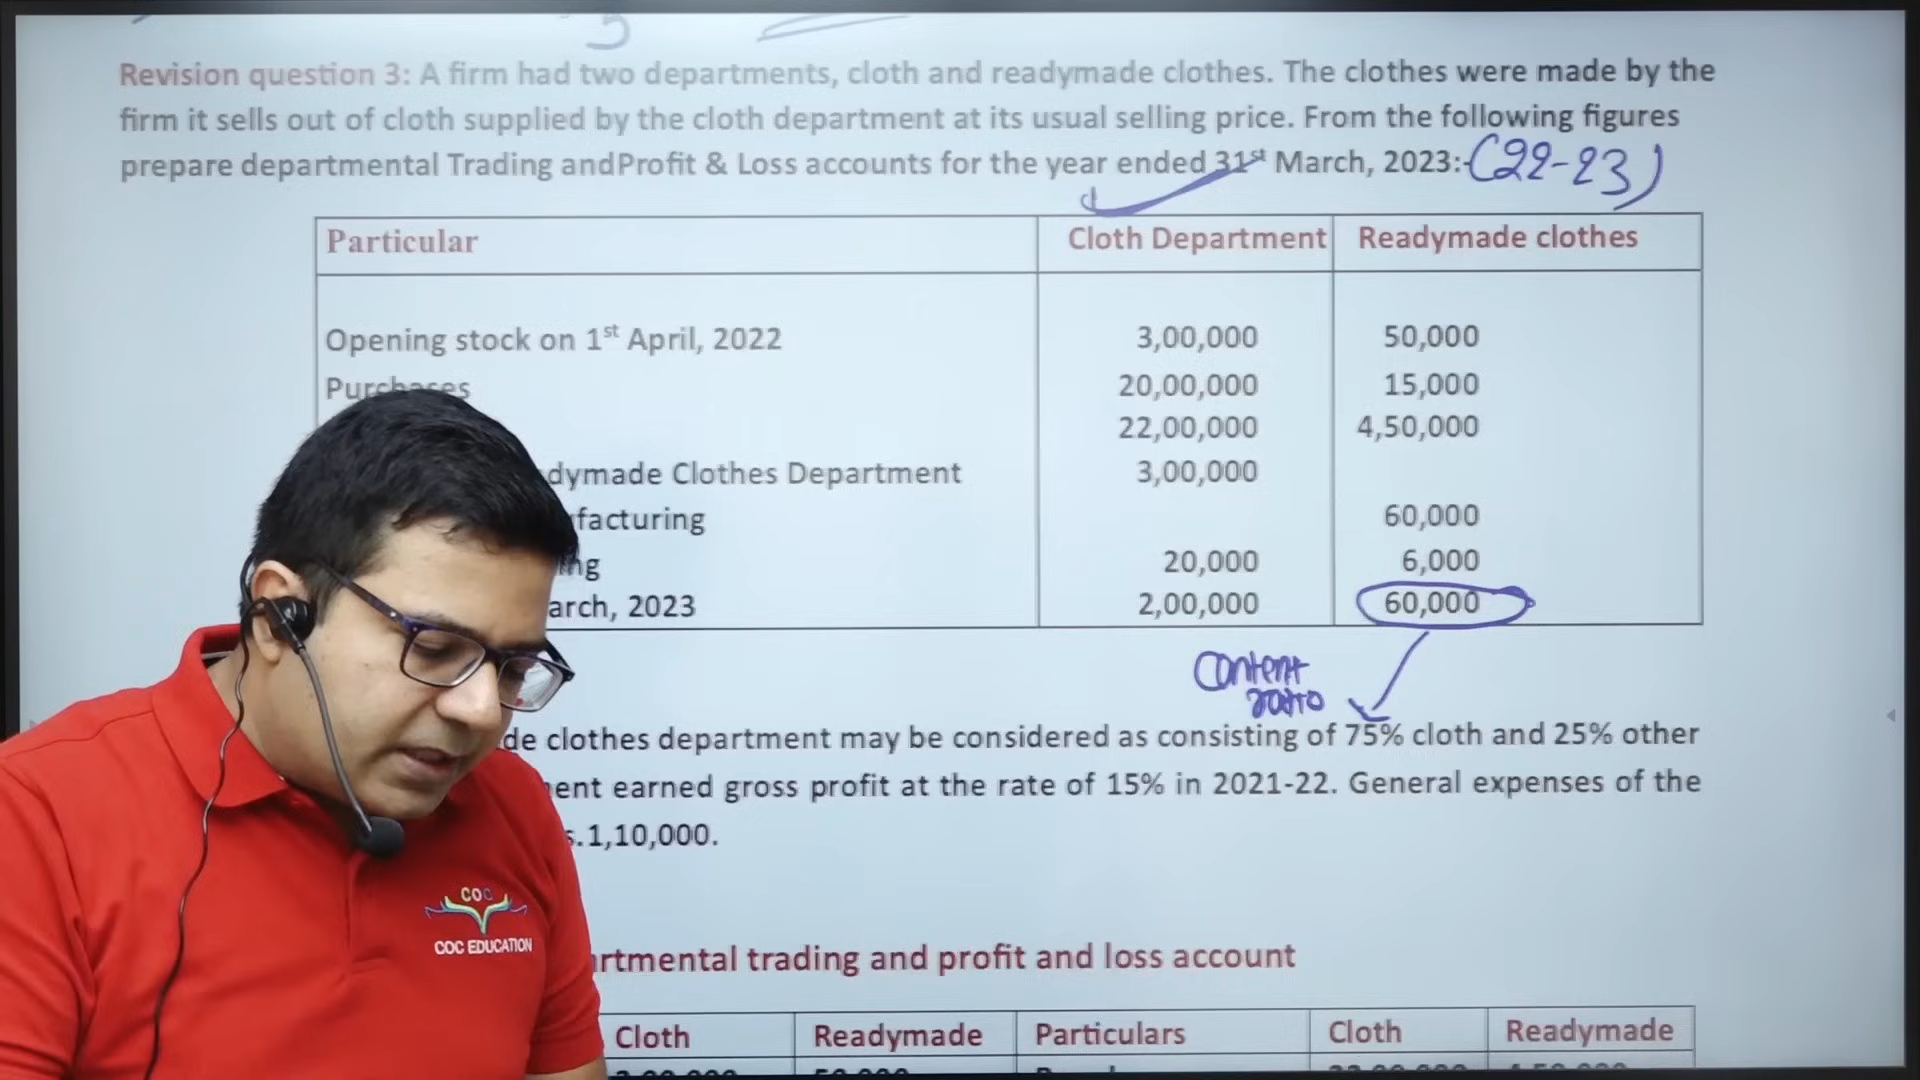 Revision question 3: A firm had two departments, cloth and readymade clothes. The clothes were made by the
firm it sells out of cloth supplied by the cloth department at its usual selling price. From the following figures
prepare departmental Trading andProfit & Loss accounts for the year ended 31st March, 2023:- (22-23)
Particular Cloth Department Readymade clothes
Opening stock on 1st April, 2022 3,00,000 50,000
Purchases 20,00,000 15,000
22,00,000 4,50,000
dymade Clothes Department 3,00,000
facturing 60,000
ng 20,000 6,000
arch, 2023 2,00,000 60,000
Content
ratio
de clothes department may be considered as consisting of 75% cloth and 25% other
ent earned gross profit at the rate of 15% in 2021-22. General expenses of the
s.1,10,000.
COC
COC EDUCATION
rtmental trading and profit and loss account
Cloth Readymade Particulars Cloth Readymade